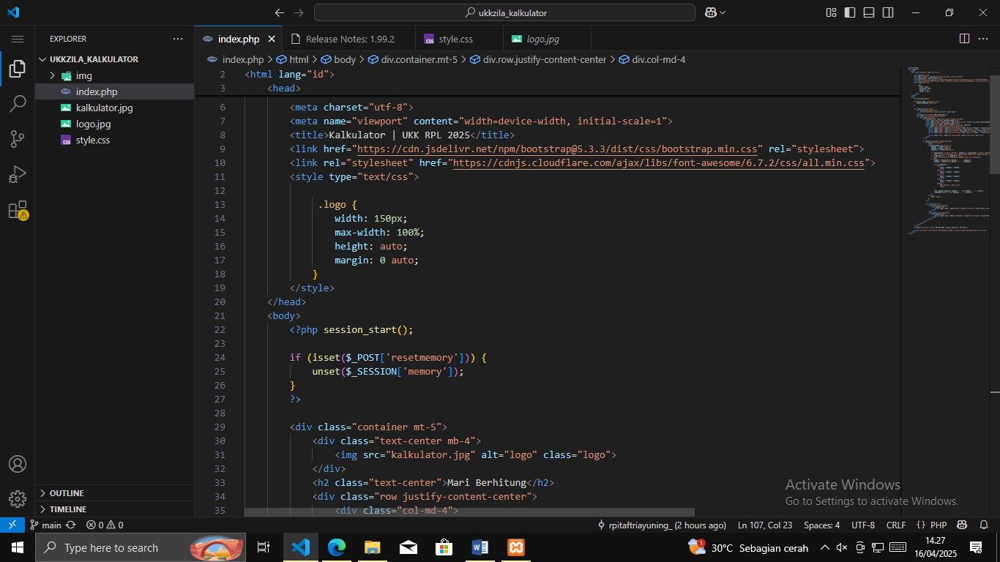 ukkzila_kalkulator
EXPLORER
UKKZILA_KALKULATOR
img
index.php
kalkulator.jpg
logo.jpg
style.css
OUTLINE
TIMELINE
index.php
Release Notes: 1.99.2
style.css
logo.jpg
index.php > html > body > div.container.mt-5 > div.row.justify-content-center > div.col-md-4
2 <html lang="id">
3 <head>
6 <meta charset="utf-8">
7 <meta name="viewport" content="width=device-width, initial-scale=1">
8 <title>Kalkulator | UKK RPL 2025</title>
9 <link href="https://cdn.jsdelivr.net/npm/bootstrap@5.3.3/dist/css/bootstrap.min.css" rel="stylesheet">
10 <link rel="stylesheet" href="https://cdnjs.cloudflare.com/ajax/libs/font-awesome/6.7.2/css/all.min.css">
11 <style type="text/css">
12
13 .logo {
14 width: 150px;
15 max-width: 100%;
16 height: auto;
17 margin: 0 auto;
18 }
19 </style>
20 </head>
21 <body>
22 <?php session_start();
23
24 if (isset($_POST['resetmemory'])) {
25 unset($_SESSION['memory']);
26 }
27 ?>
28
29 <div class="container mt-5">
30 <div class="text-center mb-4">
31 <img src="kalkulator.jpg" alt="logo" class="logo">
32 </div>
33 <h2 class="text-center">Mari Berhitung</h2>
34 <div class="row justify-content-center">
35 <div class="col-md-4">
Activate Windows
Go to Settings to activate Windows.
main 0 0 rpitaftriayuning_ (2 hours ago) Ln 107, Col 23 Spaces: 4 UTF-8 CRLF { } PHP
Type here to search
1
30°C Sebagian cerah
14.27
16/04/2025